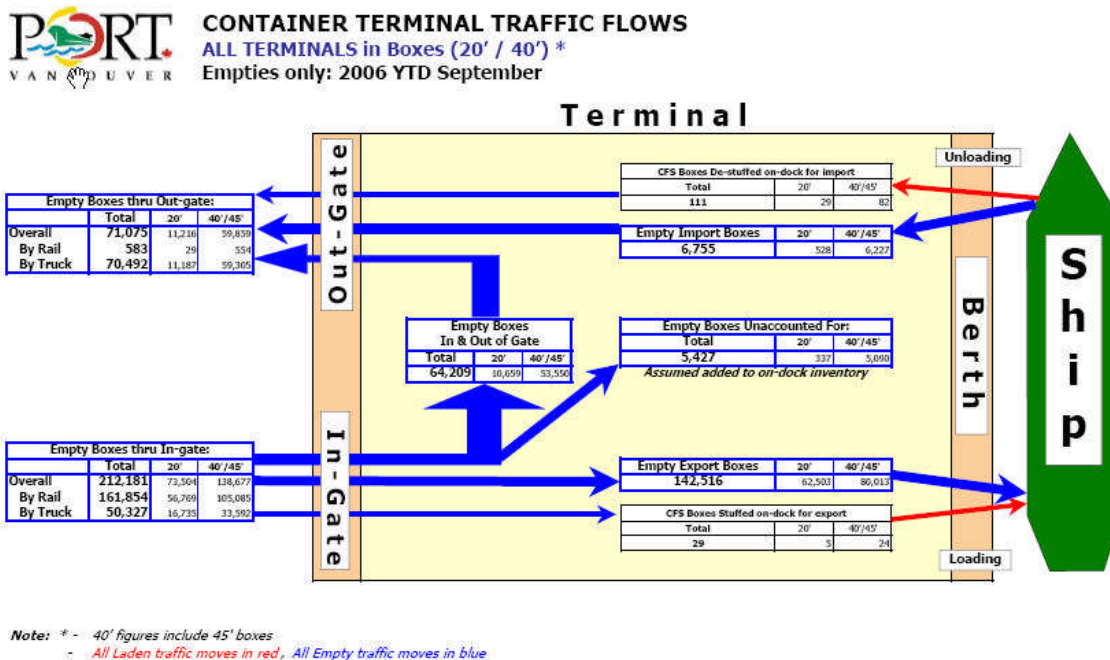 PORT
VANCOUVER
CONTAINER TERMINAL TRAFFIC FLOWS
ALL TERMINALS in Boxes (20' / 40') *
Empties only: 2006 YTD September
Terminal
Out-Gate
Unloading
CFS Boxes De-stuffed on-dock for import
Total 20' 40'/45'
111 29 82
Empty Boxes thru Out-gate:
Total 20' 40'/45'
Overall 71,075 11,216 59,859
By Rail 583 29 554
By Truck 70,492 11,187 59,305
Empty Import Boxes 20' 40'/45'
6,755 528 6,227
Ship
Berth
Empty Boxes
In & Out of Gate
Total 20' 40'/45'
64,209 10,659 53,550
Empty Boxes Unaccounted For:
Total 20' 40'/45'
5,427 337 5,090
Assumed added to on-dock inventory
In-Gate
Empty Boxes thru In-gate:
Total 20' 40'/45'
Overall 212,181 73,504 138,677
By Rail 161,854 56,769 105,085
By Truck 50,327 16,735 33,592
Empty Export Boxes 20' 40'/45'
142,516 62,503 80,013
CFS Boxes Stuffed on-dock for export
Total 20' 40'/45'
29 5 24
Loading
Note: * - 40' figures include 45' boxes
- All Laden traffic moves in red, All Empty traffic moves in blue